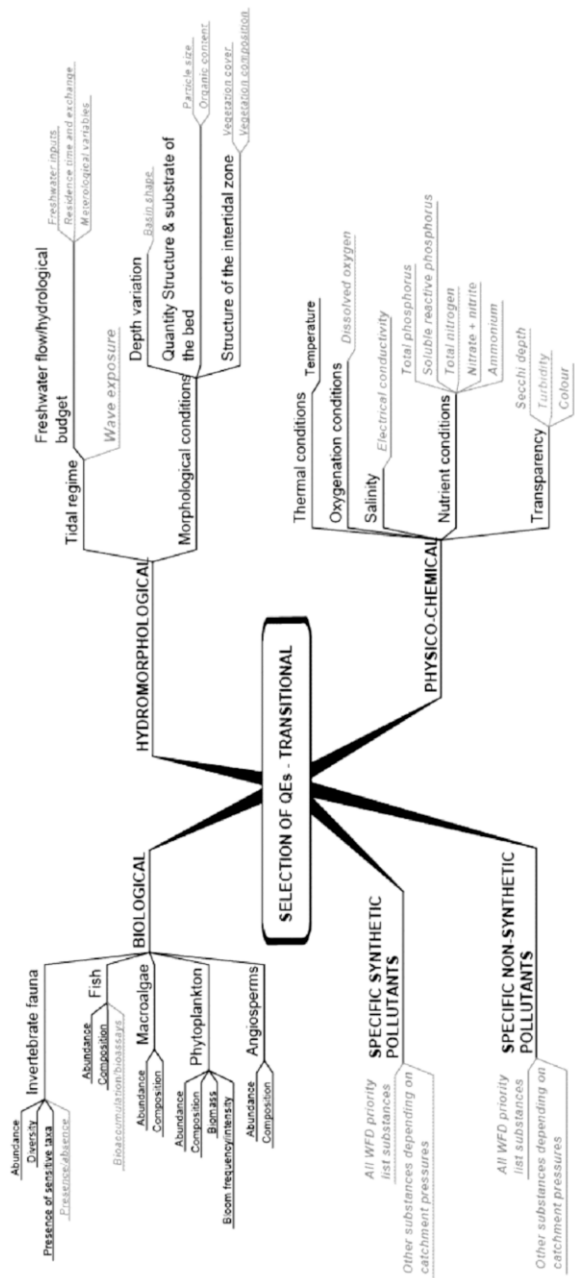 SELECTION OF QEs - TRANSITIONAL
BIOLOGICAL
Invertebrate fauna
Abundance
Diversity
Presence of sensitive taxa
Presence/absence
Fish
Abundance
Composition
Bioaccumulation/bioassays
Macroalgae
Abundance
Composition
Phytoplankton
Abundance
Composition
Biomass
Bloom frequency/intensity
Angiosperms
Abundance
Composition
HYDROMORPHOLOGICAL
Tidal regime
Freshwater flow/hydrological
budget
Freshwater inputs
Residence time and exchange
Meterological variables
Wave exposure
Morphological conditions
Depth variation
Basin shape
Quantity Structure & substrate of
the bed
Particle size
Organic content
Structure of the intertidal zone
Vegetation cover
Vegetation composition
SPECIFIC SYNTHETIC
POLLUTANTS
All WFD priority
list substances
Other substances depending on
catchment pressures
SPECIFIC NON-SYNTHETIC
POLLUTANTS
All WFD priority
list substances
Other substances depending on
catchment pressures
PHYSICO-CHEMICAL
Thermal conditions
Temperature
Oxygenation conditions
Dissolved oxygen
Salinity
Electrical conductivity
Nutrient conditions
Total phosphorus
Soluble reactive phosphorus
Total nitrogen
Nitrate + nitrite
Ammonium
Transparency
Secchi depth
Turbidity
Colour